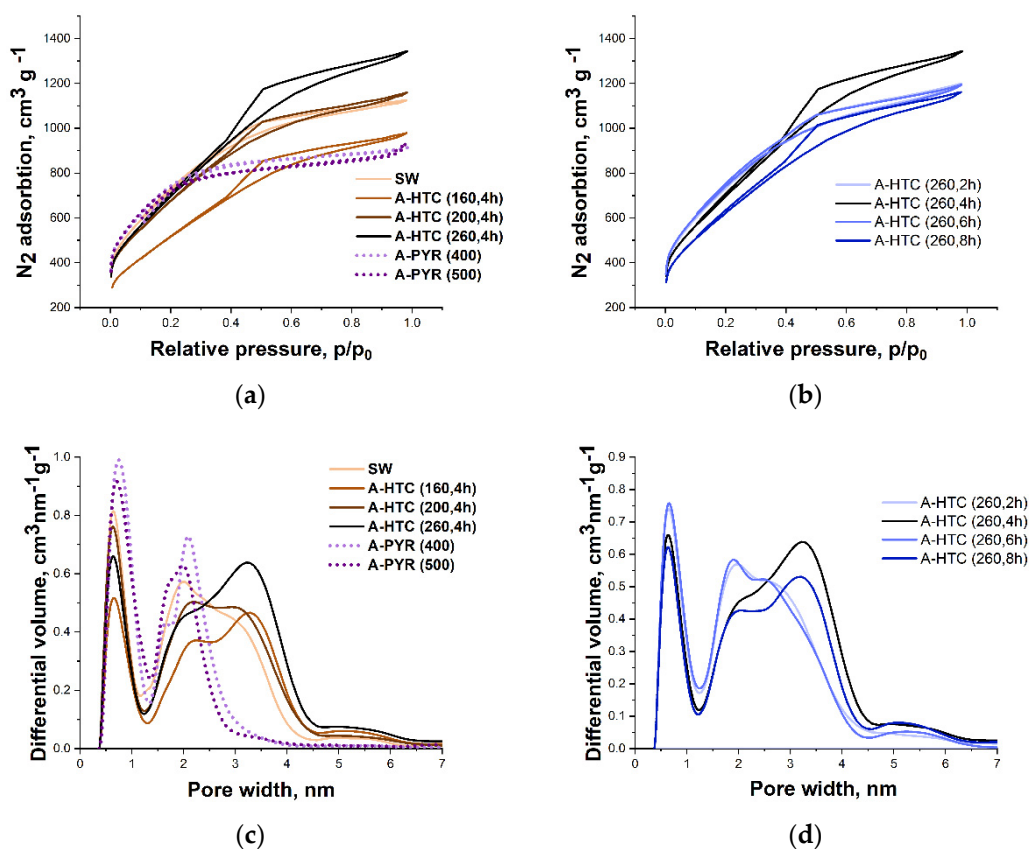 1400
1200
1000
800
600
400
200
N2 adsorbtion, cm3 g -1
SW
A-HTC (160,4h)
A-HTC (200,4h)
A-HTC (260,4h)
A-PYR (400)
A-PYR (500)
0.0 0.2 0.4 0.6 0.8 1.0
Relative pressure, p/p0
(a)
1400
1200
1000
800
600
400
200
N2 adsorbtion, cm3 g -1
A-HTC (260,2h)
A-HTC (260,4h)
A-HTC (260,6h)
A-HTC (260,8h)
0.0 0.2 0.4 0.6 0.8 1.0
Relative pressure, p/p0
(b)
1.0
0.8
0.6
0.4
0.2
0.0
Differential volume, cm3nm-1g-1
SW
A-HTC (160,4h)
A-HTC (200,4h)
A-HTC (260,4h)
A-PYR (400)
A-PYR (500)
0 1 2 3 4 5 6 7
Pore width, nm
(c)
0.9
0.8
0.7
0.6
0.5
0.4
0.3
0.2
0.1
0.0
Differential volume, cm3nm-1g-1
A-HTC (260,2h)
A-HTC (260,4h)
A-HTC (260,6h)
A-HTC (260,8h)
0 1 2 3 4 5 6 7
Pore width, nm
(d)